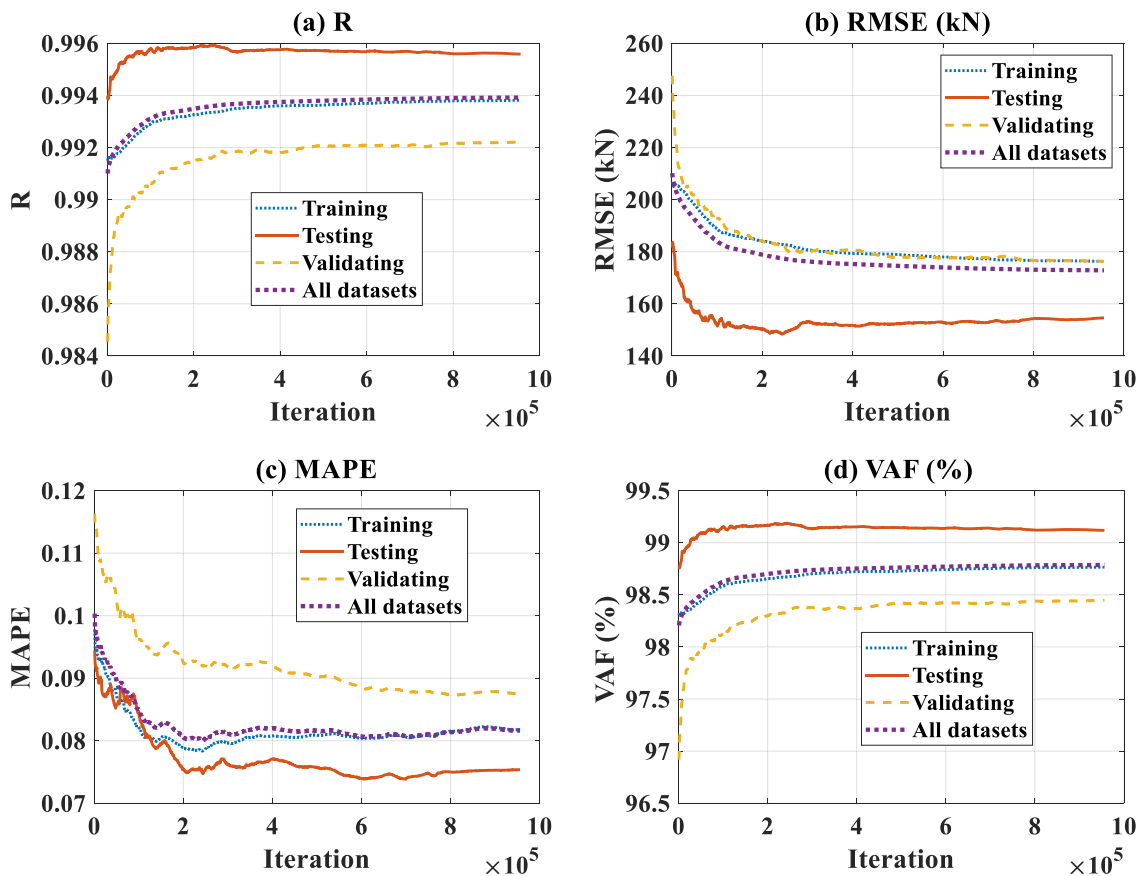 (a) R
0.996
0.994
0.992
0.99
0.988
0.986
0.984
R
Training
Testing
Validating
All datasets
0 2 4 6 8 10
Iteration
×10^5
(b) RMSE (kN)
260
240
220
200
180
160
140
RMSE (kN)
Training
Testing
Validating
All datasets
0 2 4 6 8 10
Iteration
×10^5
(c) MAPE
0.12
0.11
0.1
0.09
0.08
0.07
MAPE
Training
Testing
Validating
All datasets
0 2 4 6 8 10
Iteration
×10^5
(d) VAF (%)
99.5
99
98.5
98
97.5
97
96.5
VAF (%)
Training
Testing
Validating
All datasets
0 2 4 6 8 10
Iteration
×10^5